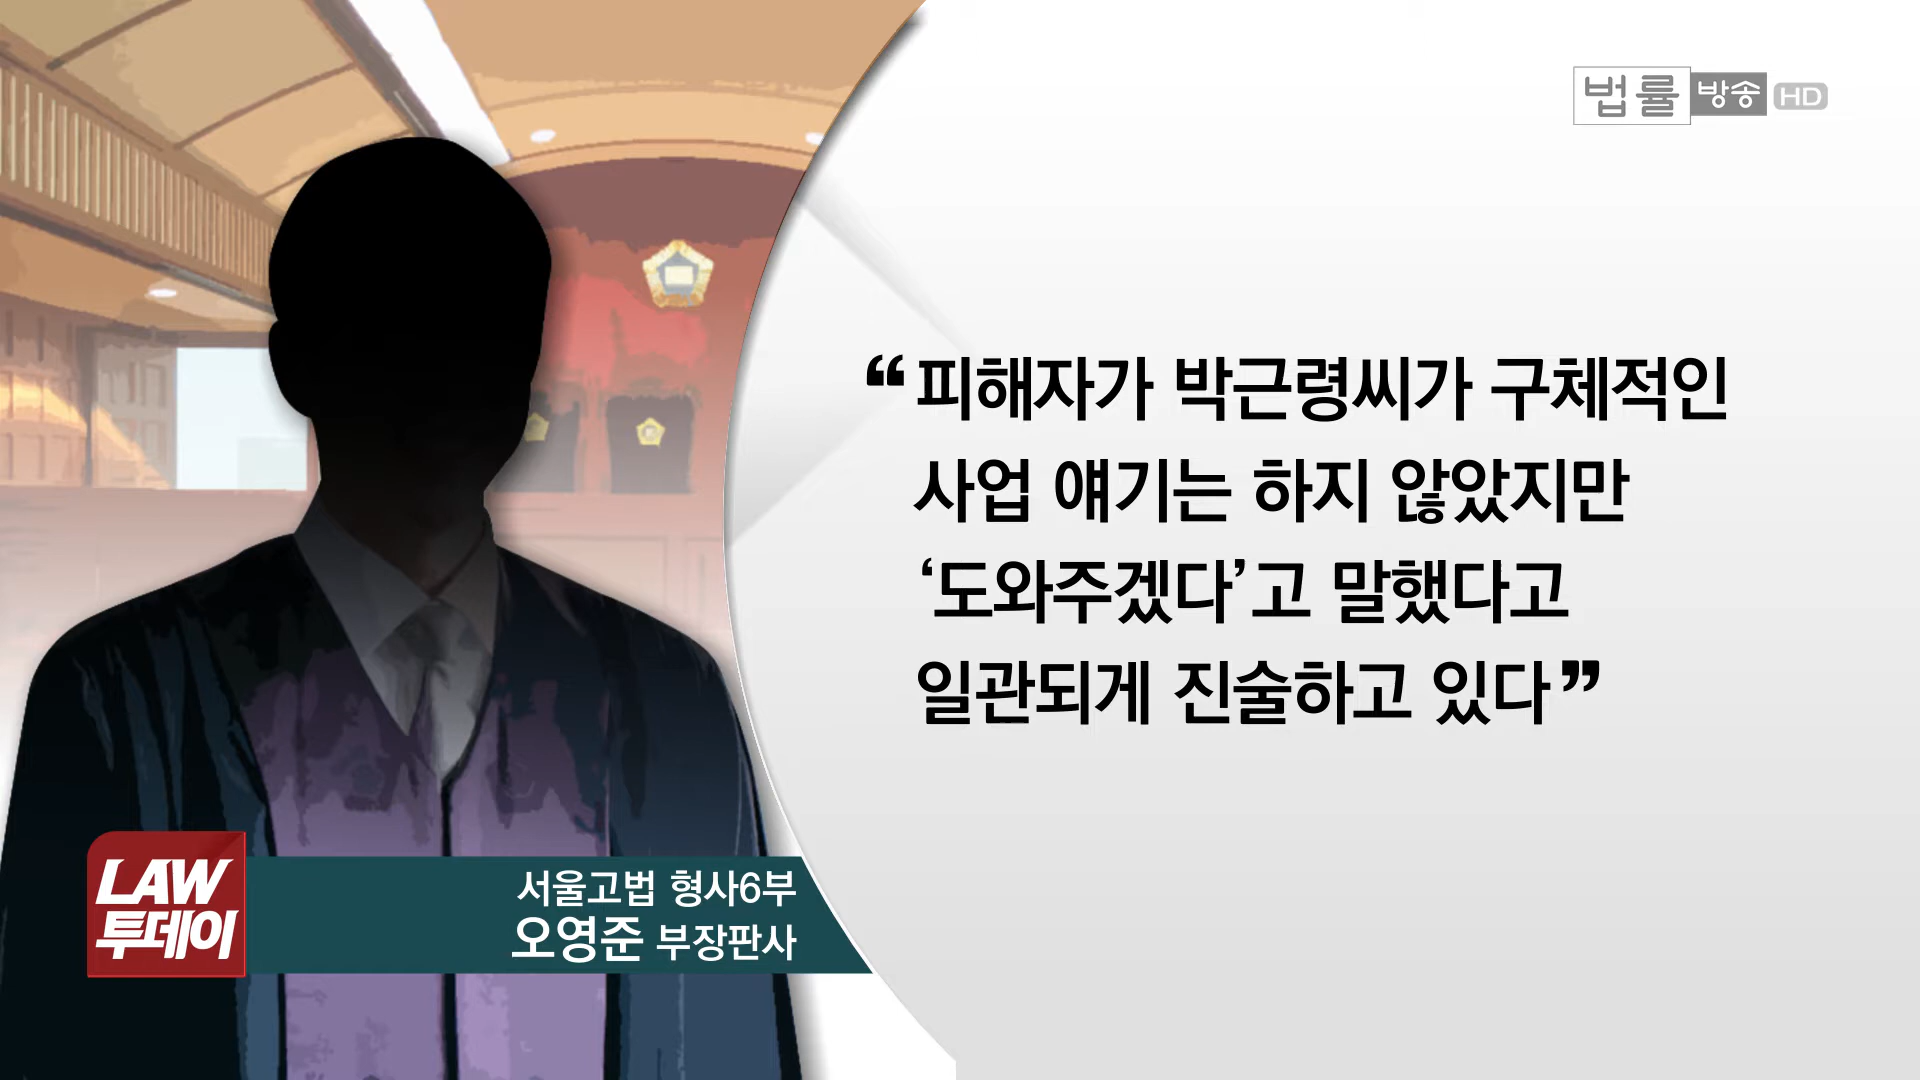 법률방송 HD
“피해자가 박근령씨가 구체적인
사업 얘기는 하지 않았지만
‘도와주겠다’고 말했다고
일관되게 진술하고 있다”
LAW
투데이
서울고법 형사6부
오영준 부장판사